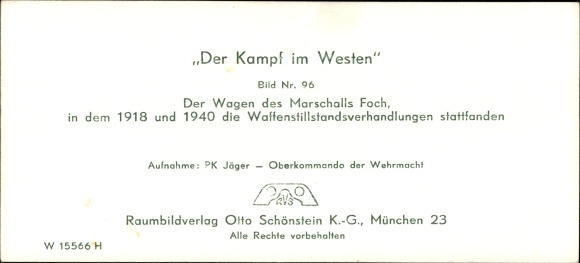 „Der Kampf im Westen"
Bild Nr. 96
Der Wagen des Marschalls Foch,
in dem 1918 und 1940 die Waffenstillstandsverhandlungen stattfanden
Aufnahme: PK Jäger – Oberkommando der Wehrmacht
Raumbildverlag Otto Schönstein K.-G., München 23
Alle Rechte vorbehalten
W 15566 H